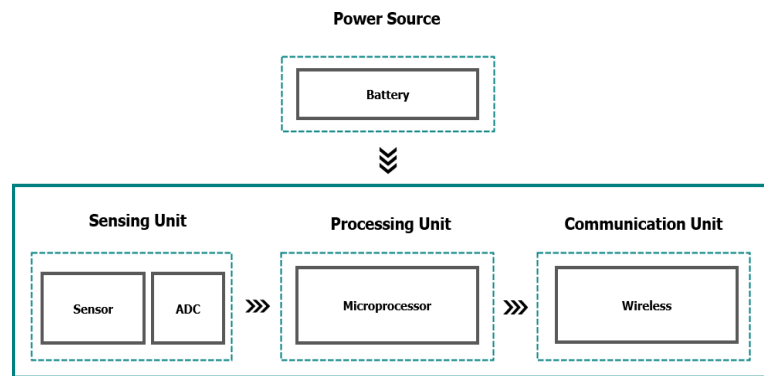 Power Source
Battery
Sensing Unit
Processing Unit
Communication Unit
Sensor
ADC
Microprocessor
Wireless